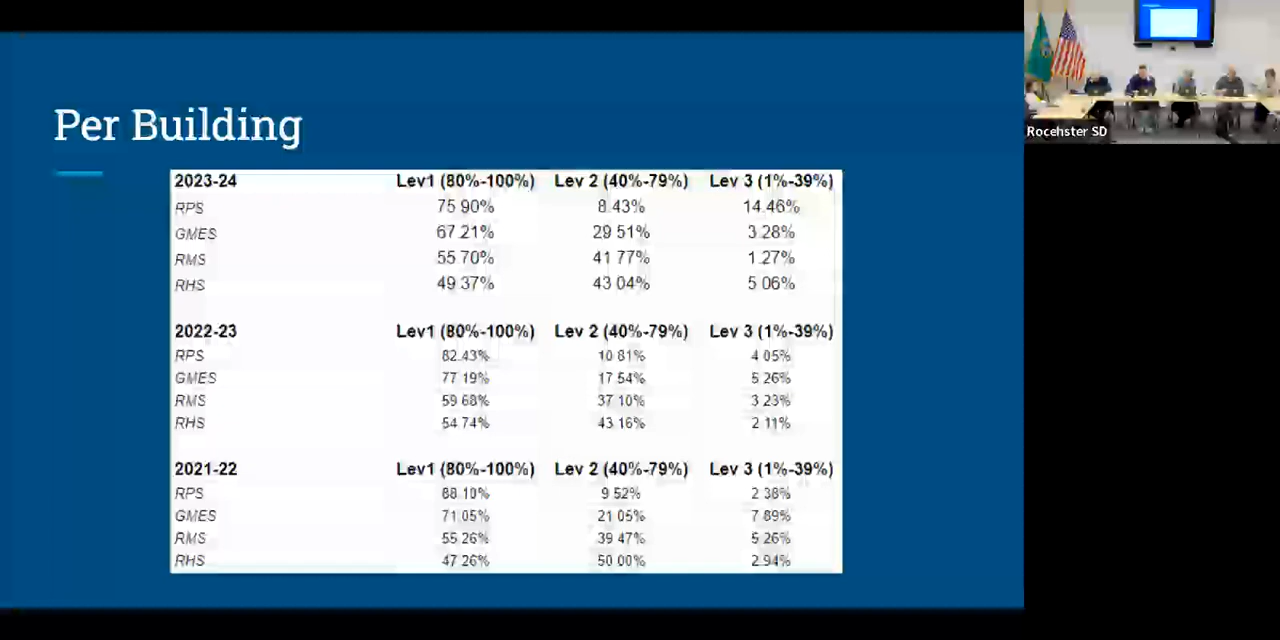 Per Building
2023-24 Lev1 (80%-100%) Lev 2 (40%-79%) Lev 3 (1%-39%)
RPS 75.90% 8.43% 14.46%
GMES 67.21% 29.51% 3.28%
RMS 55.70% 41.77% 1.27%
RHS 49.37% 43.04% 5.06%
2022-23 Lev1 (80%-100%) Lev 2 (40%-79%) Lev 3 (1%-39%)
RPS 82.43% 10.81% 4.05%
GMES 77.19% 17.54% 5.26%
RMS 59.68% 37.10% 3.23%
RHS 54.74% 43.16% 2.11%
2021-22 Lev1 (80%-100%) Lev 2 (40%-79%) Lev 3 (1%-39%)
RPS 88.10% 9.52% 2.38%
GMES 71.05% 21.05% 7.89%
RMS 55.26% 39.47% 5.26%
RHS 47.26% 50.00% 2.94%
Rocehster SD